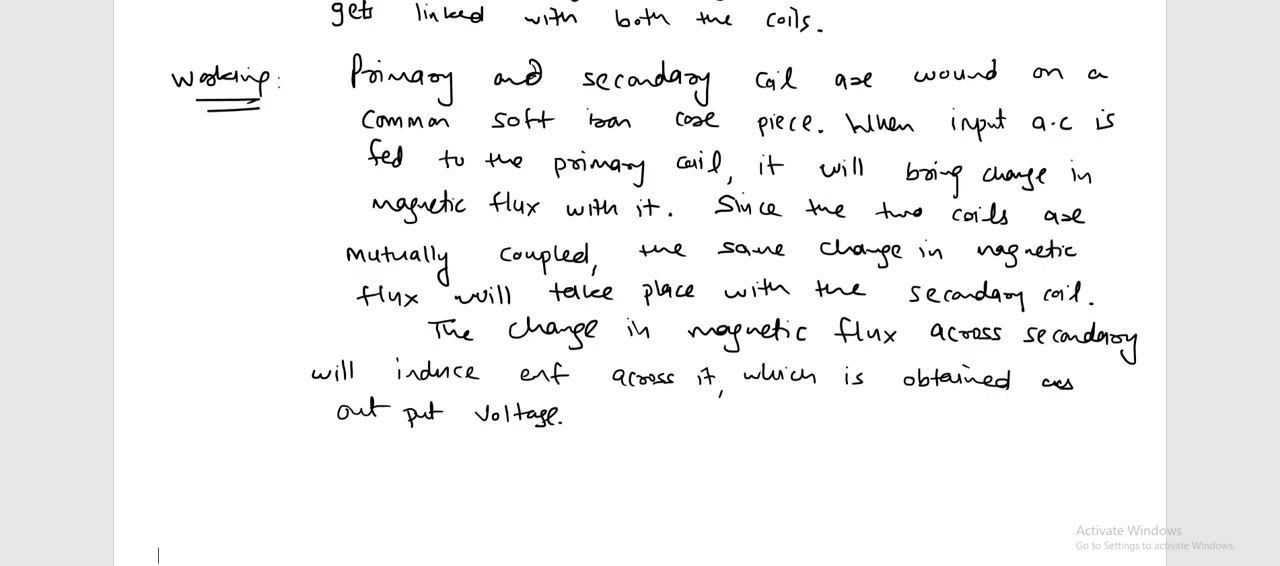 gets linked with both the coils.
Working: Primary and secondary coil are wound on a
common soft iron core piece. When input a.c is
fed to the primary coil, it will bring change in
magnetic flux with it. Since the two coils are
mutually coupled, the same change in magnetic
flux will take place with the secondary coil.
The change in magnetic flux across secondary
will induce emf across it, which is obtained as
out put voltage.
Activate Windows
Go to Settings to activate Windows.